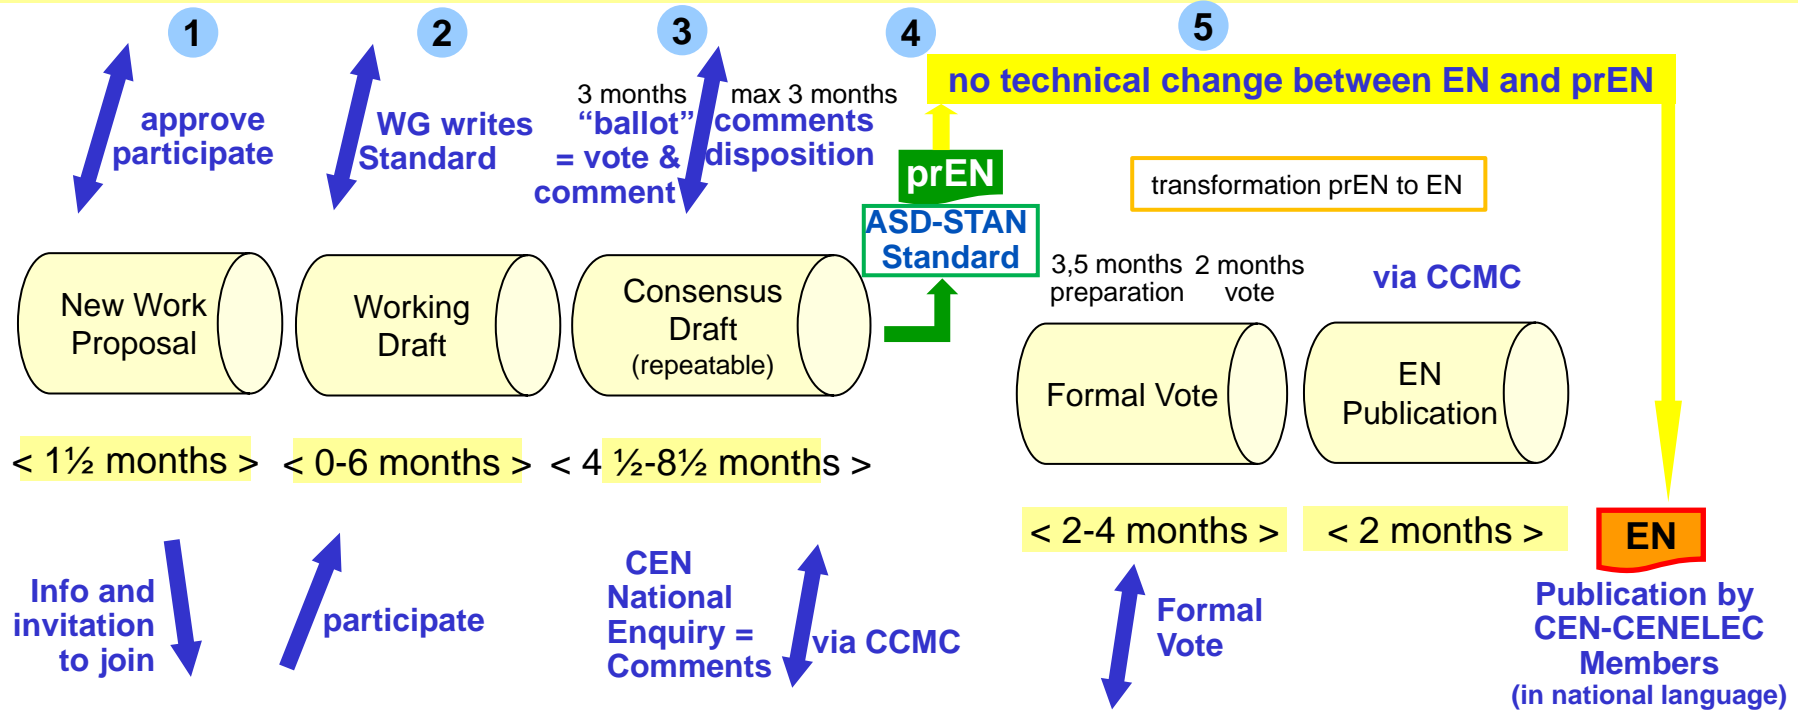 1
2
3
4
5
approve
participate
WG writes
Standard
3 months
“ballot”
= vote &
comment
max 3 months
comments
disposition
no technical change between EN and prEN
prEN
ASD-STAN
Standard
transformation prEN to EN
New Work
Proposal
Working
Draft
Consensus
Draft
(repeatable)
3,5 months
preparation
2 months
vote
via CCMC
Formal Vote
EN
Publication
< 1½ months >
< 0-6 months >
< 4 ½-8½ months >
< 2-4 months >
< 2 months >
EN
Info and
invitation
to join
participate
CEN
National
Enquiry =
Comments
via CCMC
Formal
Vote
Publication by
CEN-CENELEC
Members
(in national language)